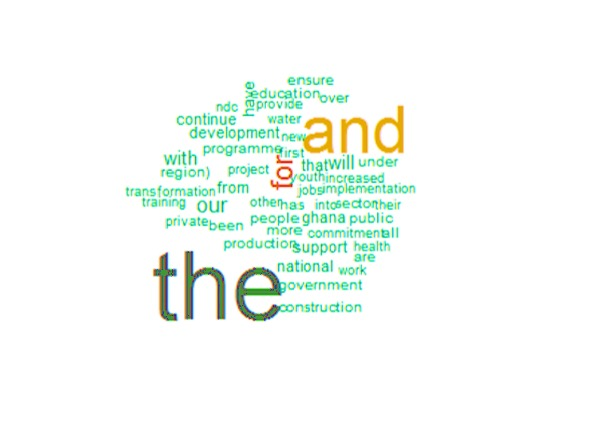 ensure
have education over
ndc provide
continue water and
development new
programme first
with for that will under
region) project youth increased
transformation from jobs implementation
training our other has into sector their
private been people ghana public
more commitment all
production support health
the are
national work
government
construction